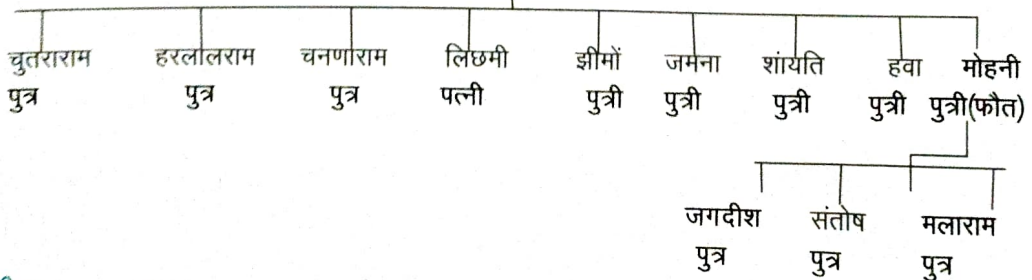 चुतराराम हरलालराम चनणाराम लिछमी झीमों जमना शांयति हवा मोहनी
पुत्र पुत्र पुत्र पत्नी पुत्री पुत्री पुत्री पुत्री पुत्री(फौत)
जगदीश संतोष मलाराम
पुत्र पुत्र पुत्र